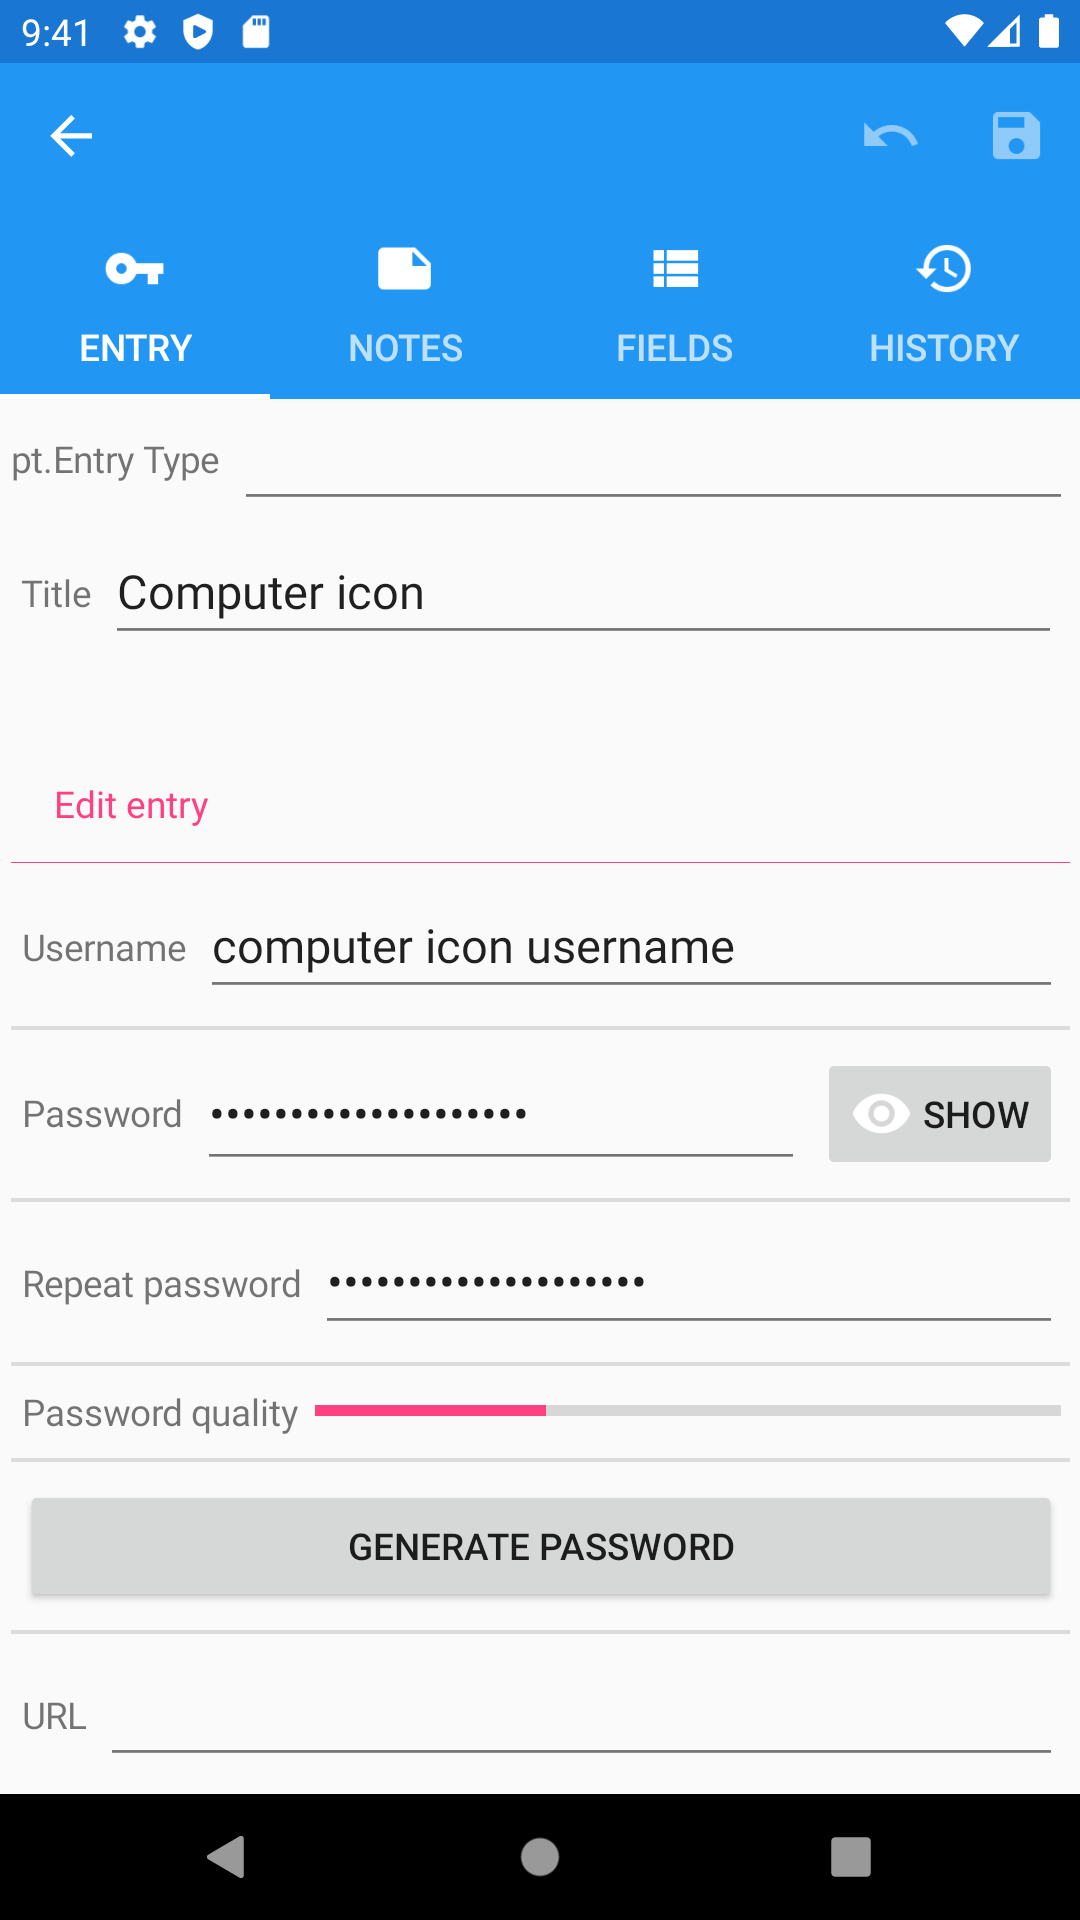 9:41
ENTRY NOTES FIELDS HISTORY
pt.Entry Type
Title Computer icon
Edit entry
Username computer icon username
Password ••••••••••••••••••••
SHOW
Repeat password ••••••••••••••••••••
Password quality
GENERATE PASSWORD
URL